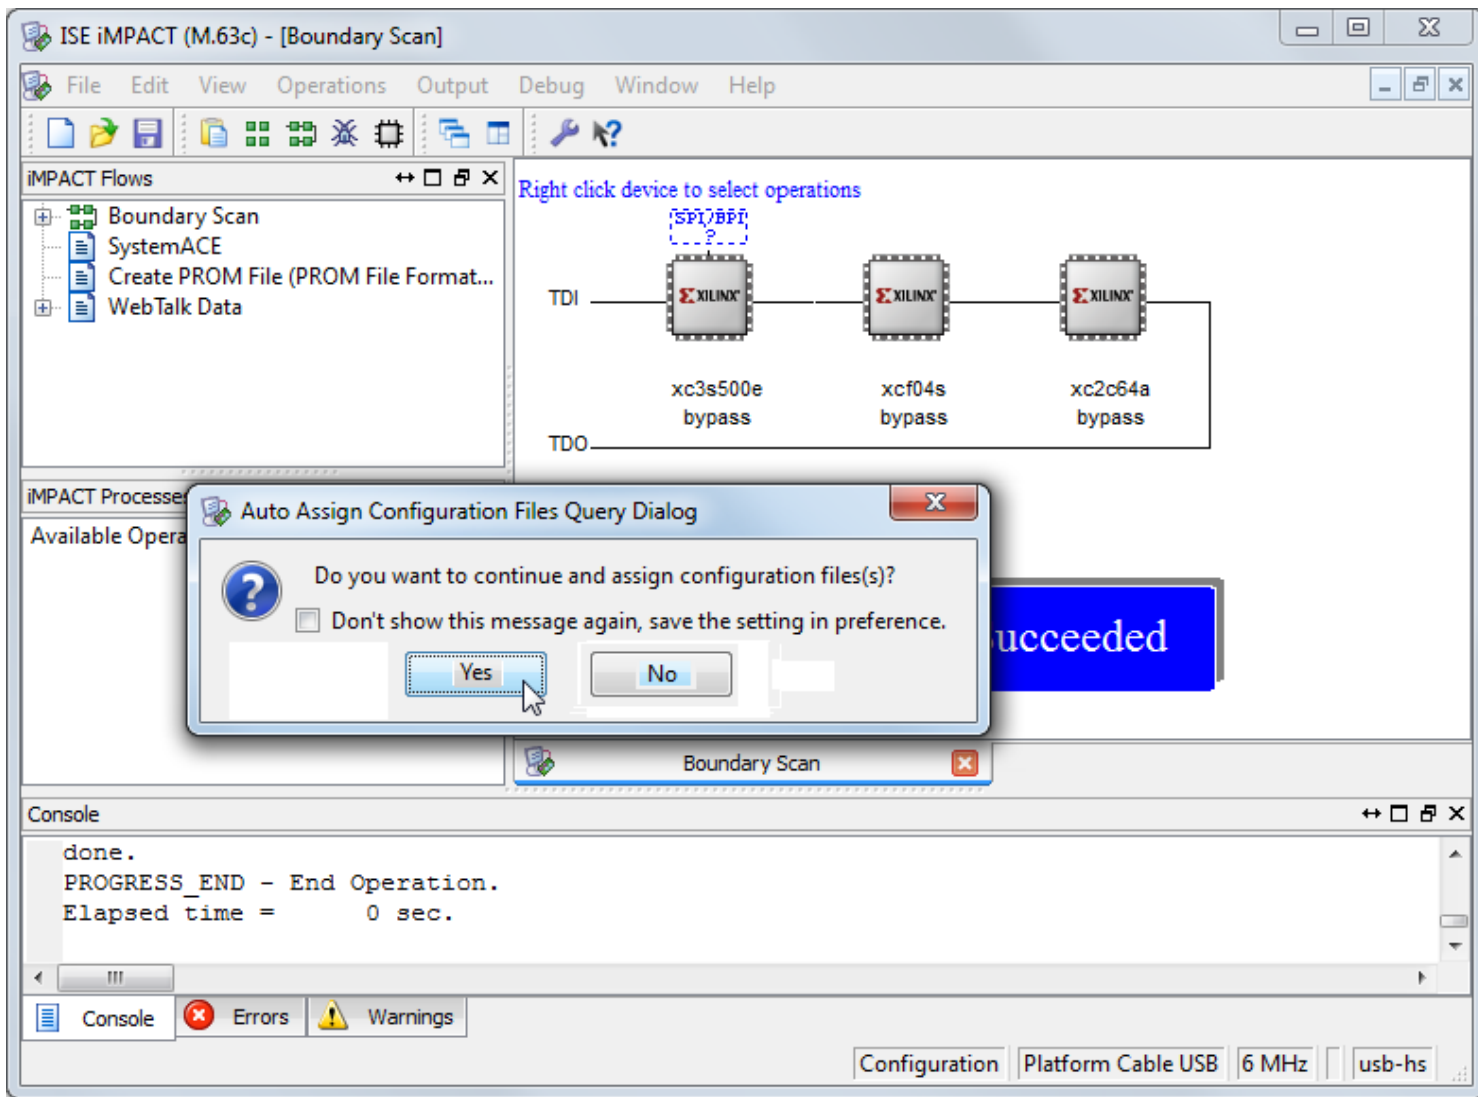 ISE iMPACT (M.63c) - [Boundary Scan]
File Edit View Operations Output Debug Window Help
iMPACT Flows
Boundary Scan
SystemACE
Create PROM File (PROM File Format...
WebTalk Data
Right click device to select operations
SPI/BPI
?
TDI
XILINX XILINX XILINX
xc3s500e xcf04s xc2c64a
bypass bypass bypass
TDO
iMPACT Processes
Available Opera
Auto Assign Configuration Files Query Dialog
Do you want to continue and assign configuration files(s)?
Don't show this message again, save the setting in preference.
Yes No
ucceeded
Boundary Scan
Console
done.
PROGRESS_END - End Operation.
Elapsed time = 0 sec.
Console Errors Warnings
Configuration Platform Cable USB 6 MHz usb-hs